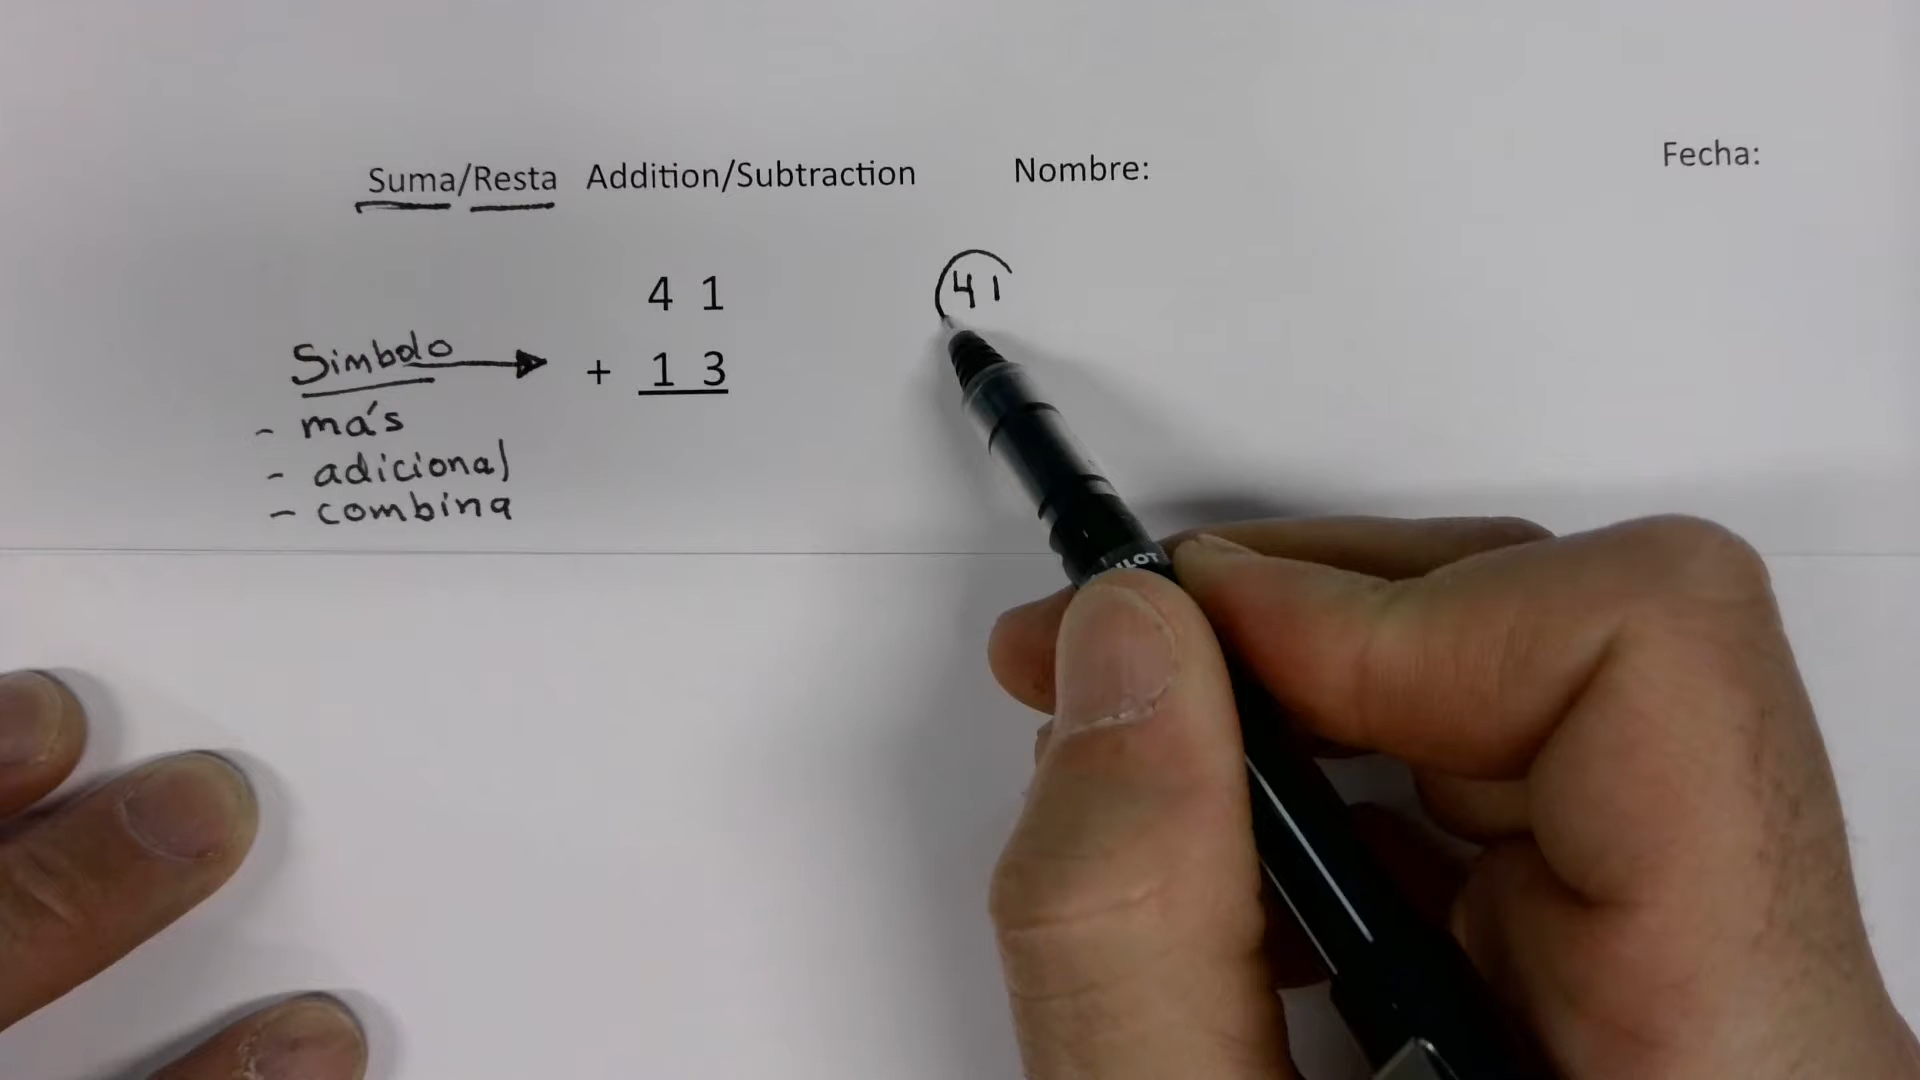 Suma/Resta Addition/Subtraction Nombre: Fecha:
4 1 41
Simbolo + 1 3
- más
- adicional
- combina